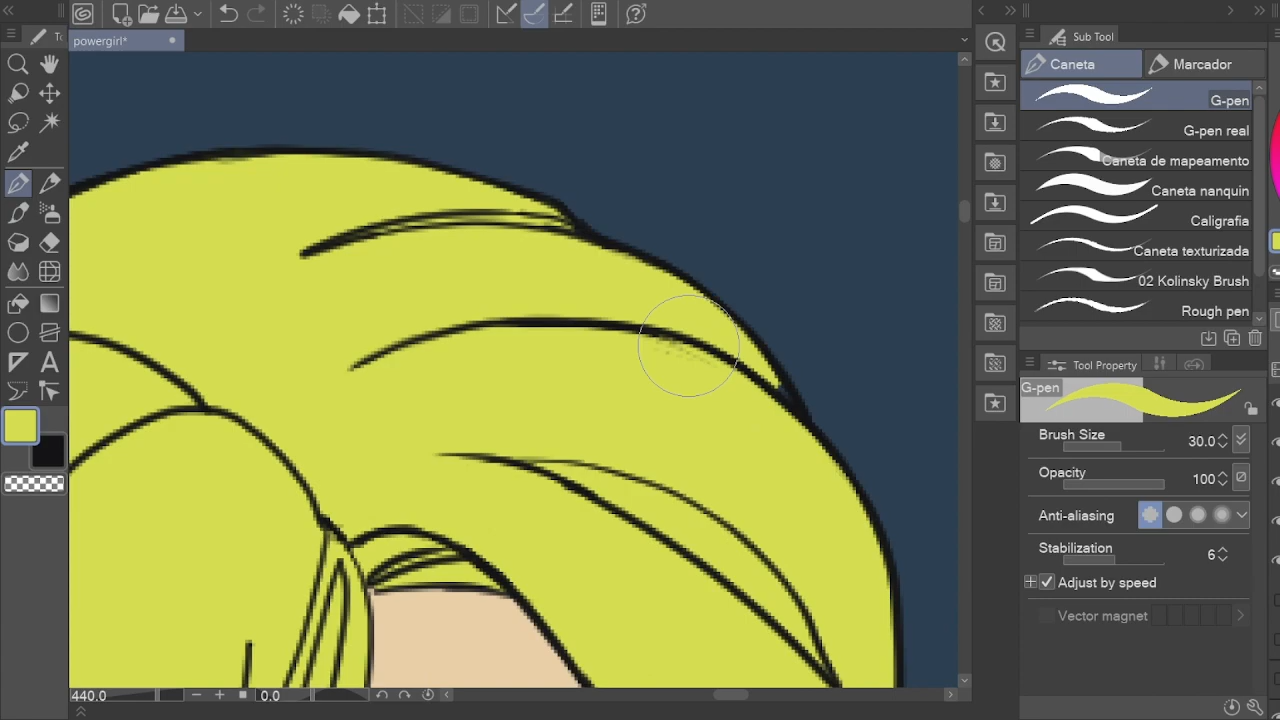 To
powergirl*
Sub Tool
Caneta
Marcador
G-pen
G-pen real
Caneta de mapeamento
Caneta nanquin
Caligrafia
Caneta texturizada
02 Kolinsky Brush
Rough pen
Tool Property
G-pen
Brush Size
30.0
Opacity
100
Anti-aliasing
Stabilization
6
Adjust by speed
Vector magnet
440.0
0.0